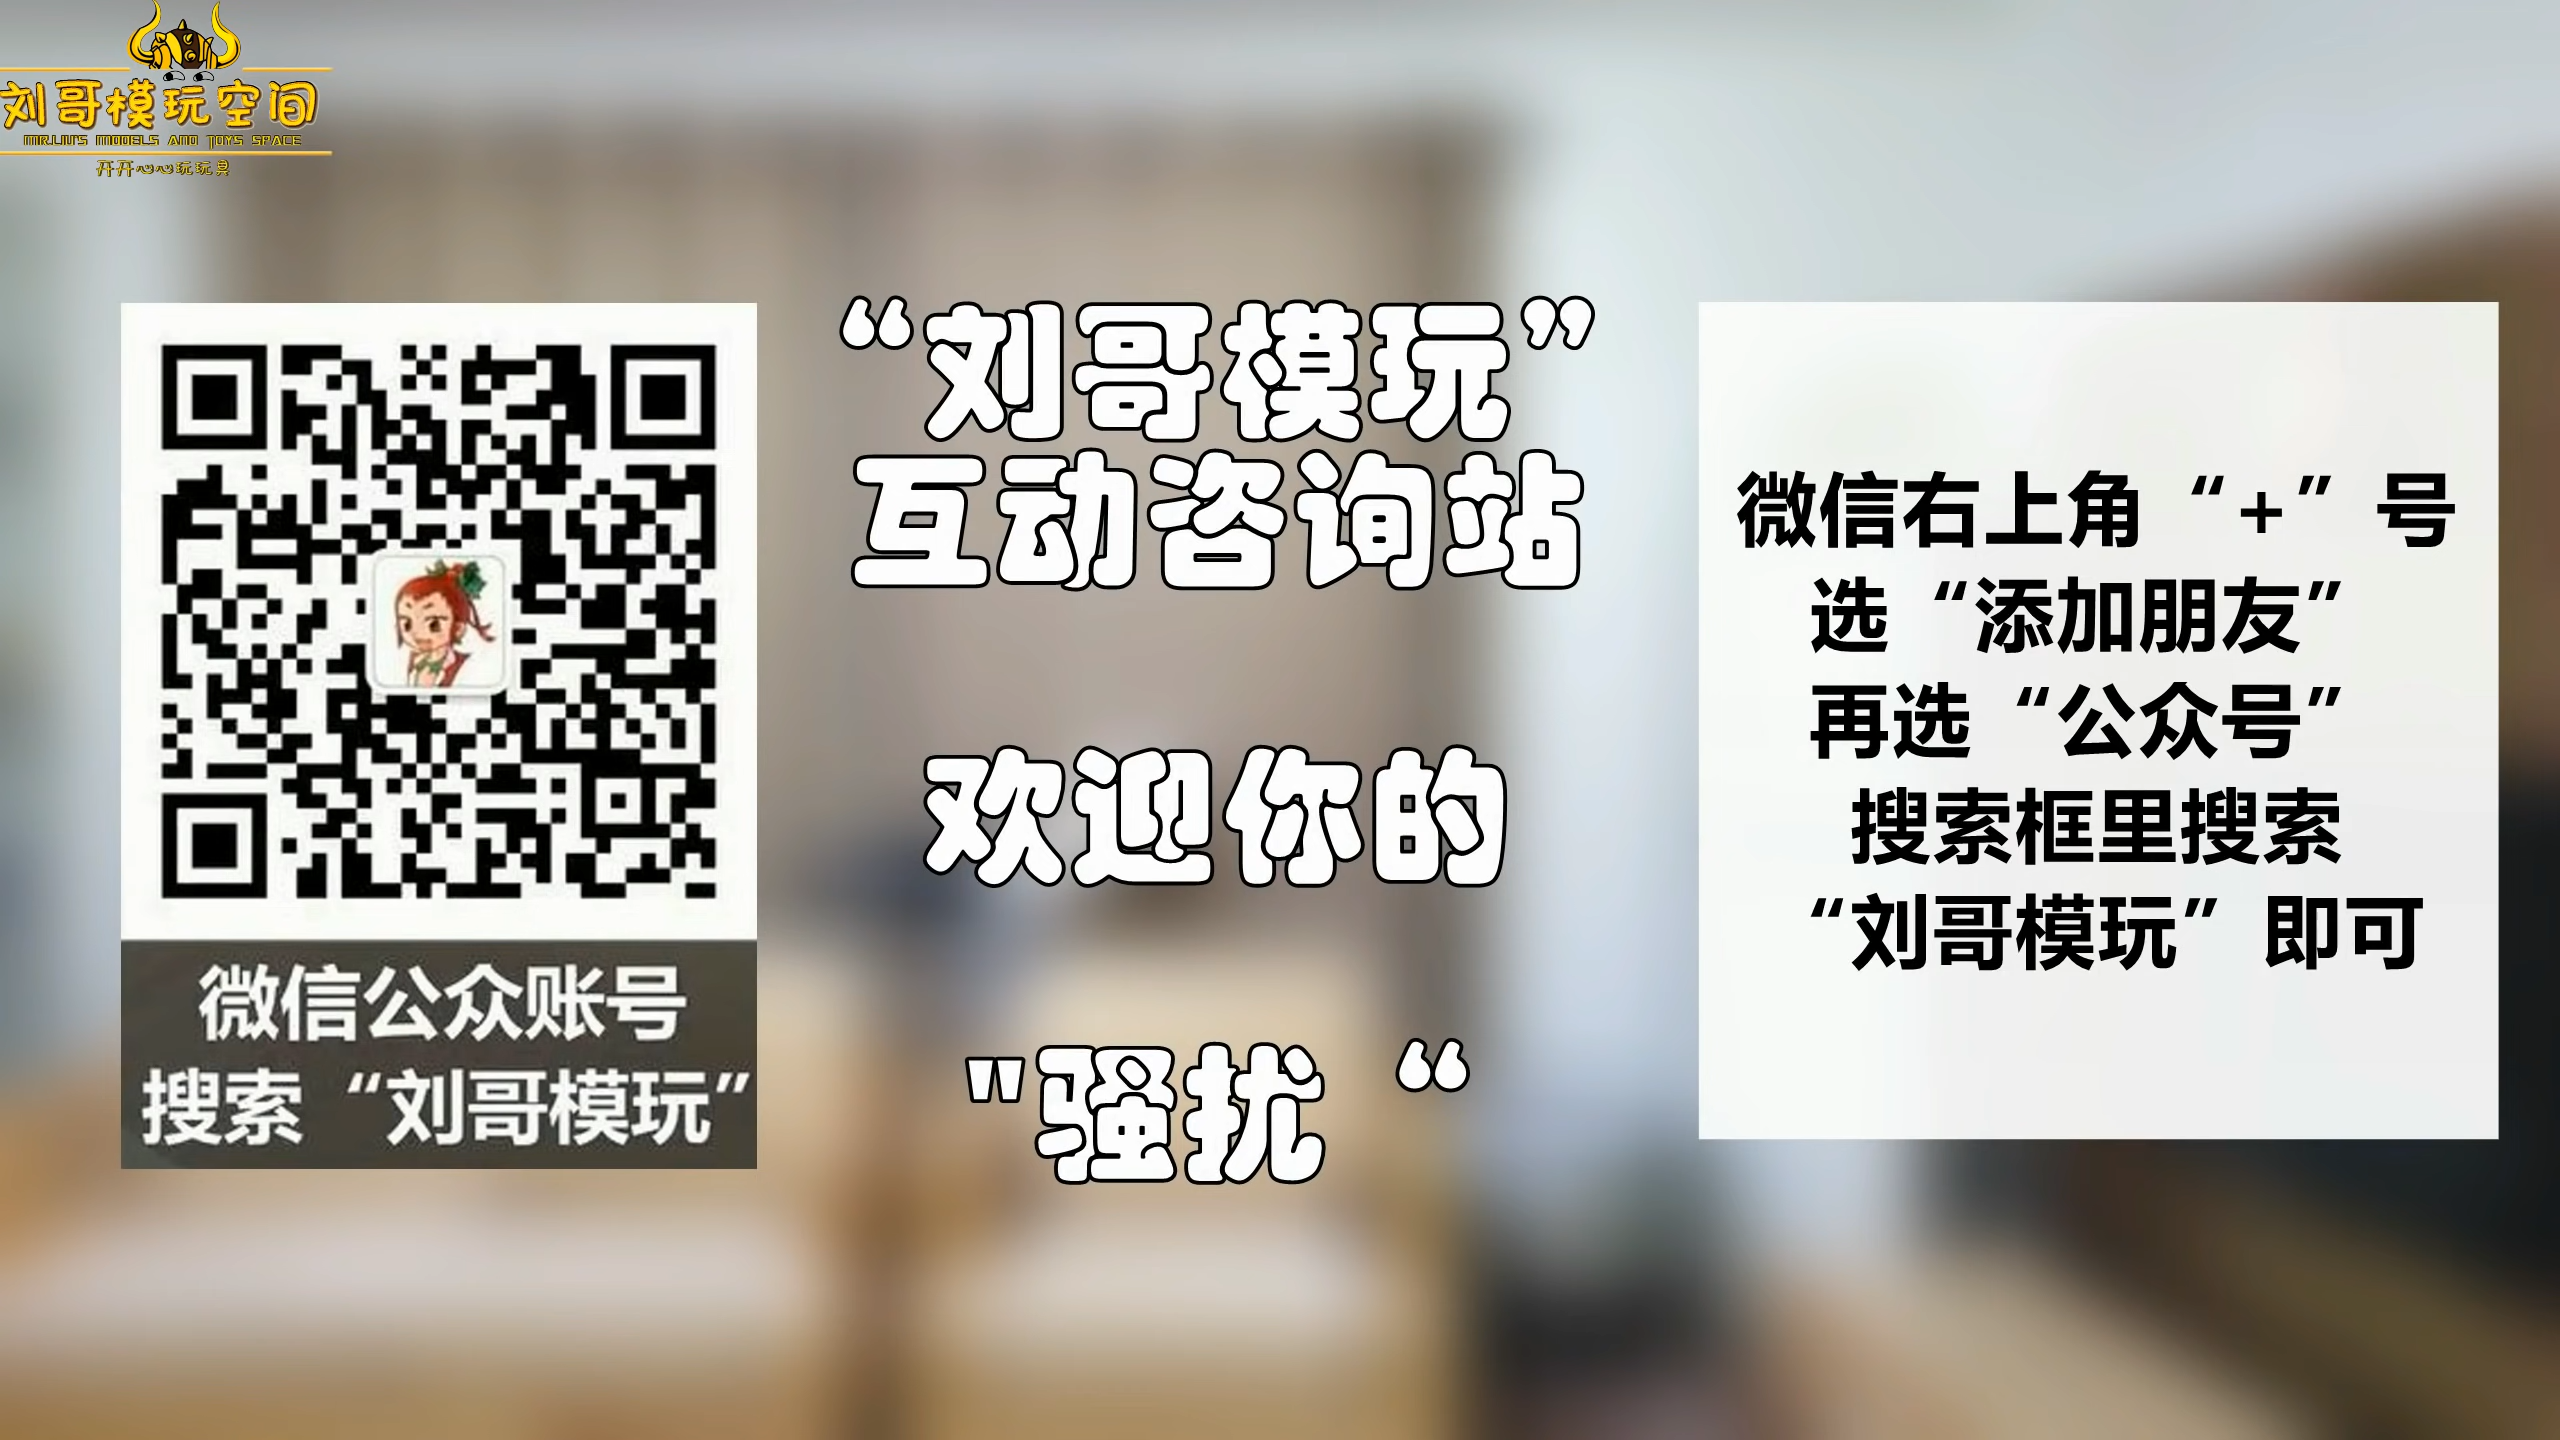 刘哥模玩空间
MR.LIU'S MODELS AND TOYS SPACE
开开心心玩玩具
“刘哥模玩”
互动咨询站
欢迎你的
"骚扰“
微信公众账号
搜索“刘哥模玩”
微信右上角“+”号
选“添加朋友”
再选“公众号”
搜索框里搜索
“刘哥模玩”即可